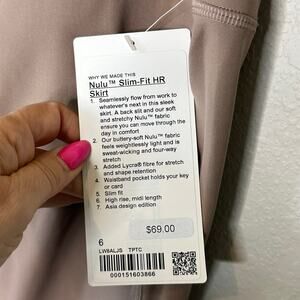 WHY WE MADE THIS
Nulu™ Slim-Fit HR
Skirt
1. Seamlessly flow from work to
whatever's next in this sleek
skirt. A back slit and our soft
and stretchy Nulu™ fabric
ensure you can move through the
day in comfort
2. Our buttery-soft Nulu™ fabric
feels weightlessly light and is
sweat-wicking and four-way
stretch
3. Added Lycra® fibre for stretch
and shape retention
4. Waistband pocket holds your key
or card
5. Slim fit
6. High rise, midi length
7. Asia design edition
6
$69.00
LW8ALJS TPTC
000151603866